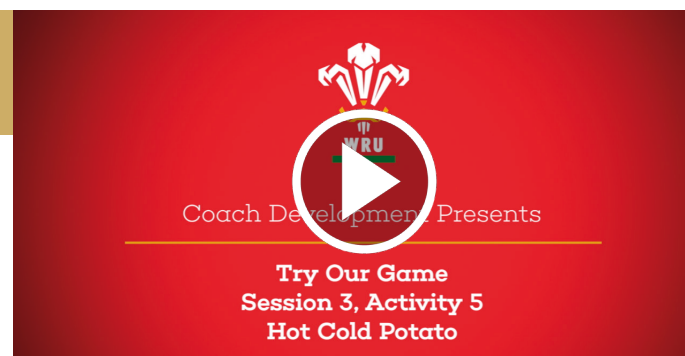 WRU
Coach Development Presents
Try Our Game
Session 3, Activity 5
Hot Cold Potato